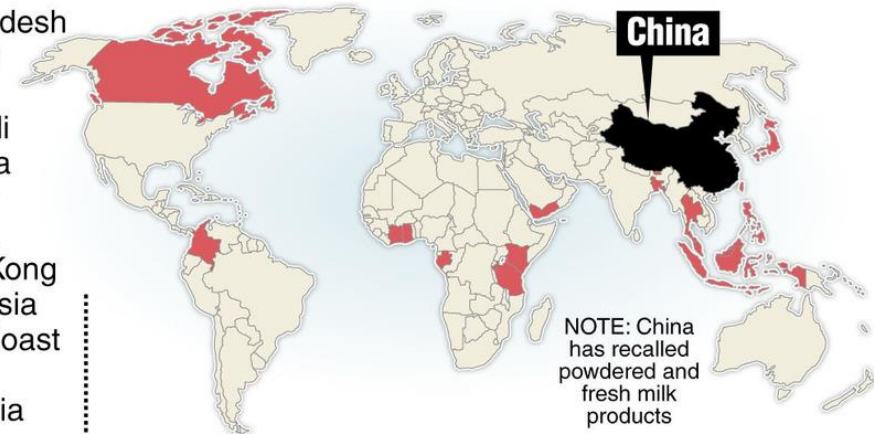 desh
li
a
Kong
sia
oast
ia
China
NOTE: China
has recalled
powdered and
fresh milk
products